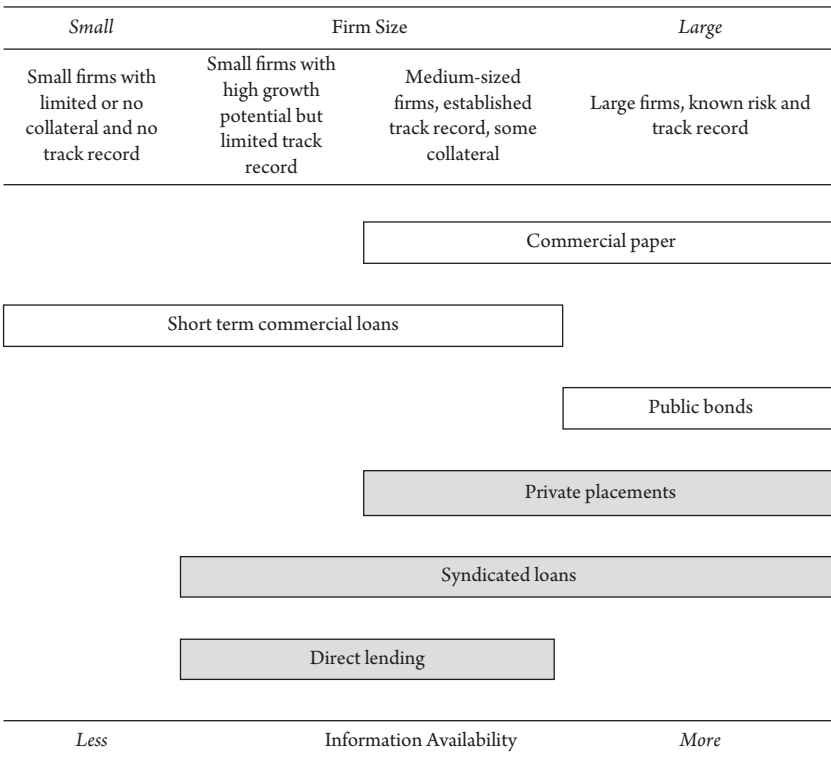 Small Firm Size Large
Small firms with
limited or no
collateral and no
track record
Small firms with
high growth
potential but
limited track
record
Medium-sized
firms, established
track record, some
collateral
Large firms, known risk and
track record
Commercial paper
Short term commercial loans
Public bonds
Private placements
Syndicated loans
Direct lending
Less Information Availability More